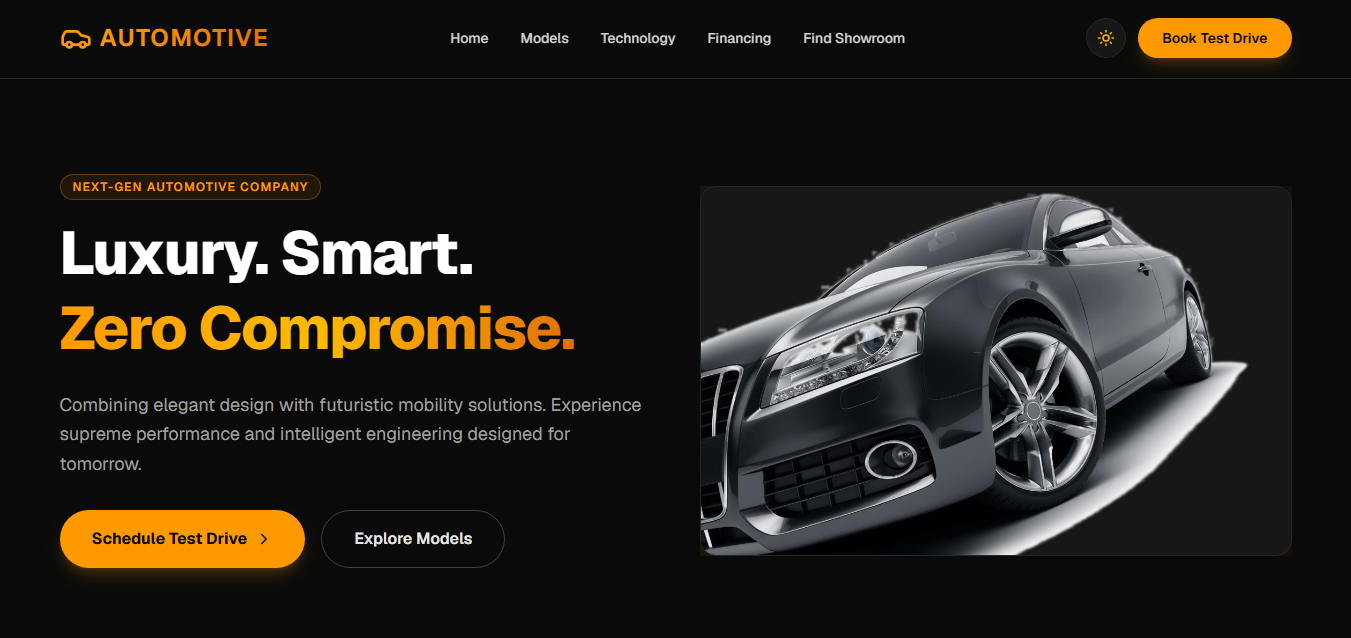 AUTOMOTIVE
Home
Models
Technology
Financing
Find Showroom
Book Test Drive
NEXT-GEN AUTOMOTIVE COMPANY
Luxury. Smart.
Zero Compromise.
Combining elegant design with futuristic mobility solutions. Experience
supreme performance and intelligent engineering designed for
tomorrow.
Schedule Test Drive
Explore Models